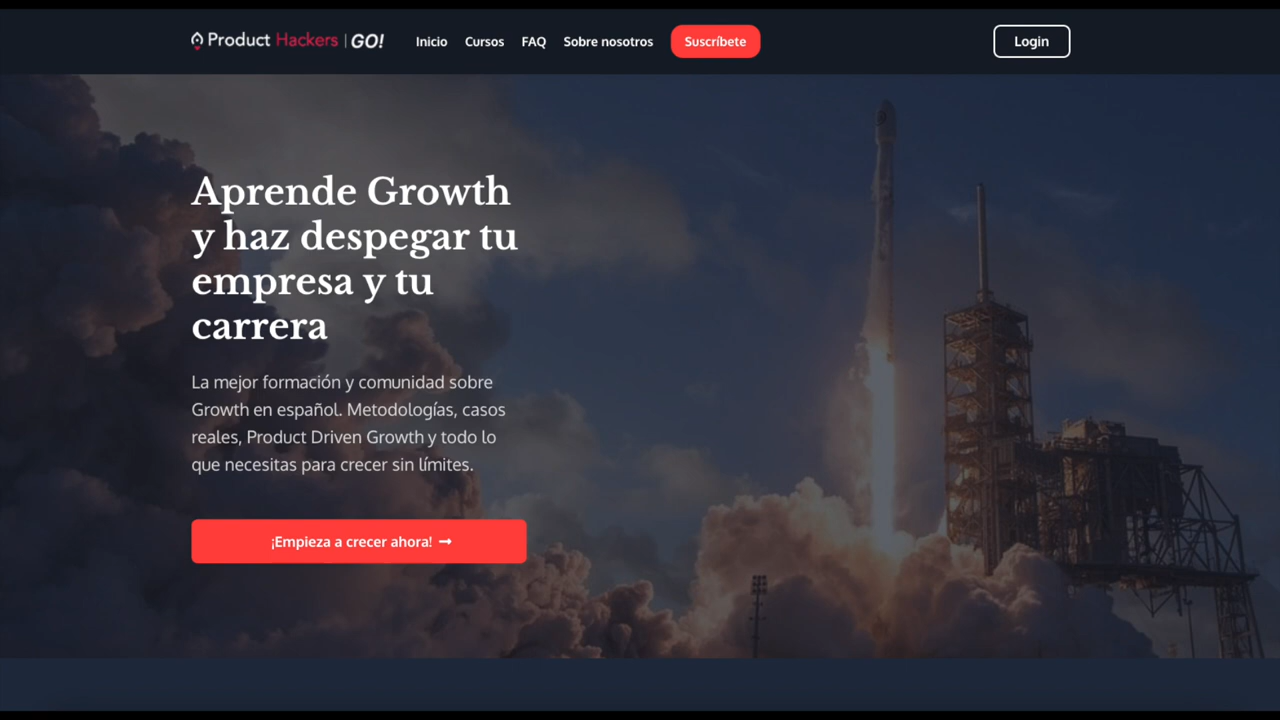 Product Hackers | GO!
Inicio
Cursos
FAQ
Sobre nosotros
Suscríbete
Login
Aprende Growth
y haz despegar tu
empresa y tu
carrera
La mejor formación y comunidad sobre
Growth en español. Metodologías, casos
reales, Product Driven Growth y todo lo
que necesitas para crecer sin límites.
¡Empieza a crecer ahora! →